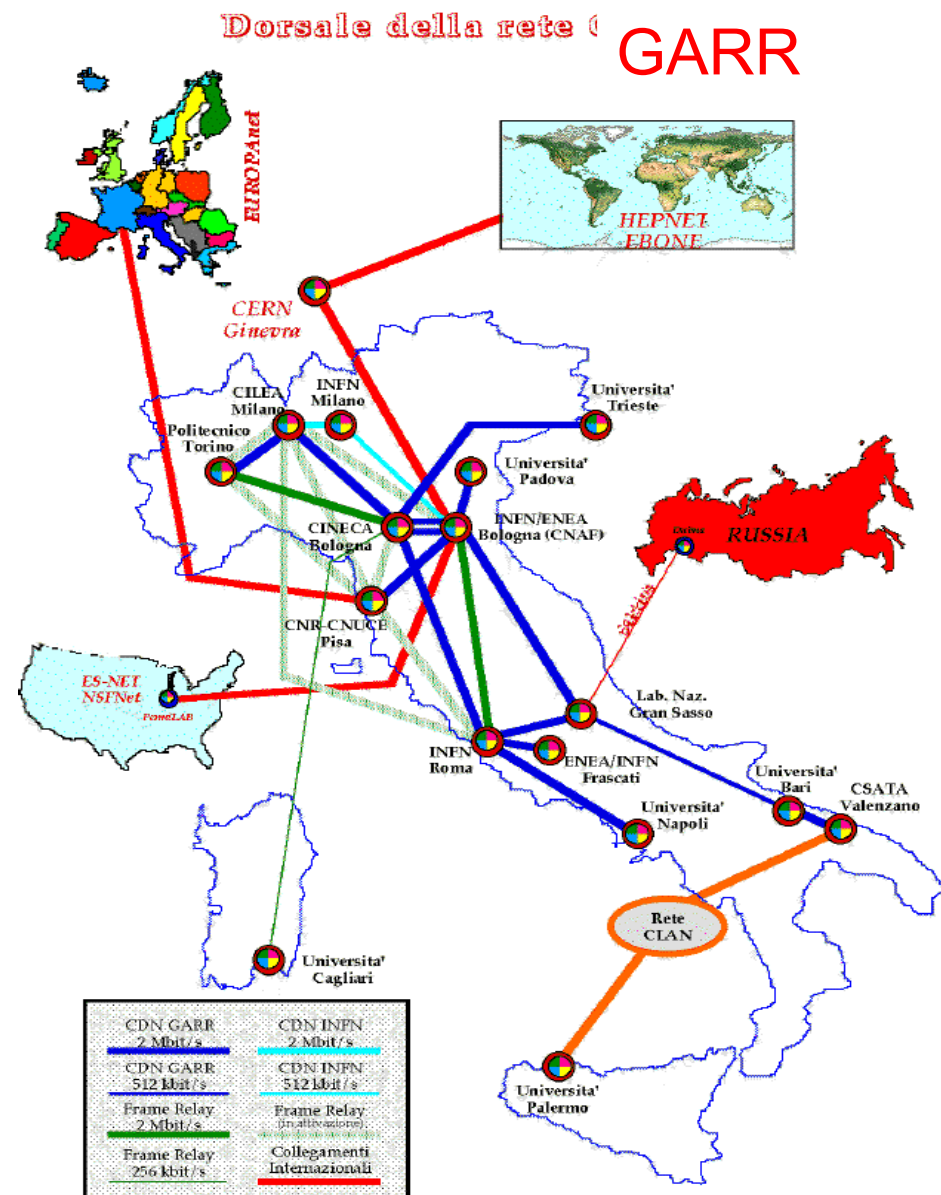 Dorsale della rete
GARR
EUROPAnet
HEPNET
EBONE
CERN
Ginevra
CILEA
Milano
INFN
Milano
Universita'
Trieste
Politecnico
Torino
Universita'
Padova
CINECA
Bologna
INFN/ENEA
Bologna (CNAF)
RUSSIA
CNR-CNUCE
Pisa
ES-NET
NSFNet
FermiLAB
Lab. Naz.
Gran Sasso
INFN
Roma
ENEA/INFN
Frascati
Universita'
Bari
CSATA
Valenzano
Universita'
Napoli
Rete
CLAN
Universita'
Cagliari
Universita'
Palermo
CDN GARR
2 Mbit/s
CDN INFN
2 Mbit/s
CDN GARR
512 kbit/s
CDN INFN
512 kbit/s
Frame Relay
2 Mbit/s
Frame Relay
(in attivazione)
Frame Relay
256 kbit/s
Collegamenti
Internazionali